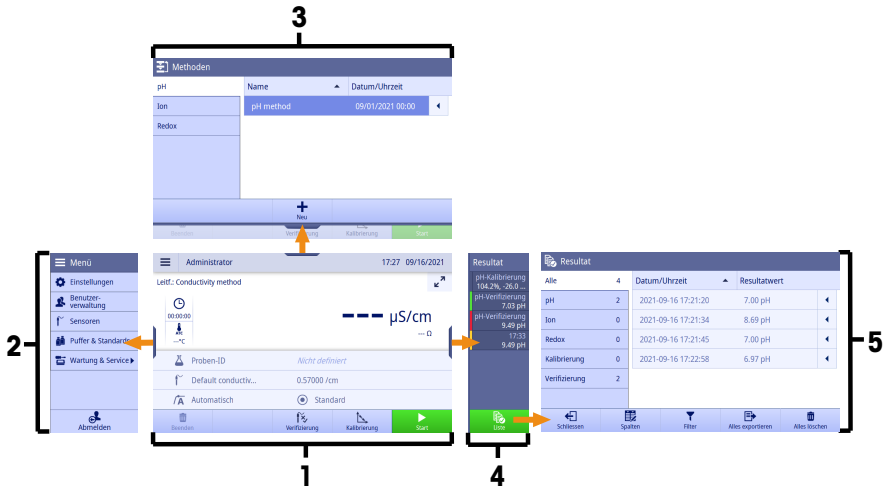 3
Methoden
pH
Name
Datum/Uhrzeit
Ion
pH method
09/01/2021 00:00
Redox
Neu
Beenden
Verifizierung
Kalibrierung
Start
2
Menü
Einstellungen
Benutzer-
verwaltung
Sensoren
Puffer & Standards
Wartung & Service
Abmelden
Administrator
17:27 09/16/2021
Leitf.: Conductivity method
00:00:00
ATC
---°C
--- µS/cm
--- Ω
Proben-ID
Nicht definiert
Default conductiv...
0.57000 /cm
Automatisch
Standard
Beenden
Verifizierung
Kalibrierung
Start
1
Resultat
pH-Kalibrierung
104.2%, -26.0 ...
pH-Verifizierung
7.03 pH
pH-Verifizierung
9.49 pH
17:33
9.49 pH
Liste
4
Resultat
Alle 4
Datum/Uhrzeit
Resultatwert
pH 2
2021-09-16 17:21:20 7.00 pH
Ion 0
2021-09-16 17:21:34 8.69 pH
Redox 0
2021-09-16 17:21:45 7.00 pH
Kalibrierung 0
2021-09-16 17:22:58 6.97 pH
Verifizierung 2
Schliessen
Spalten
Filter
Alles exportieren
Alles löschen
5